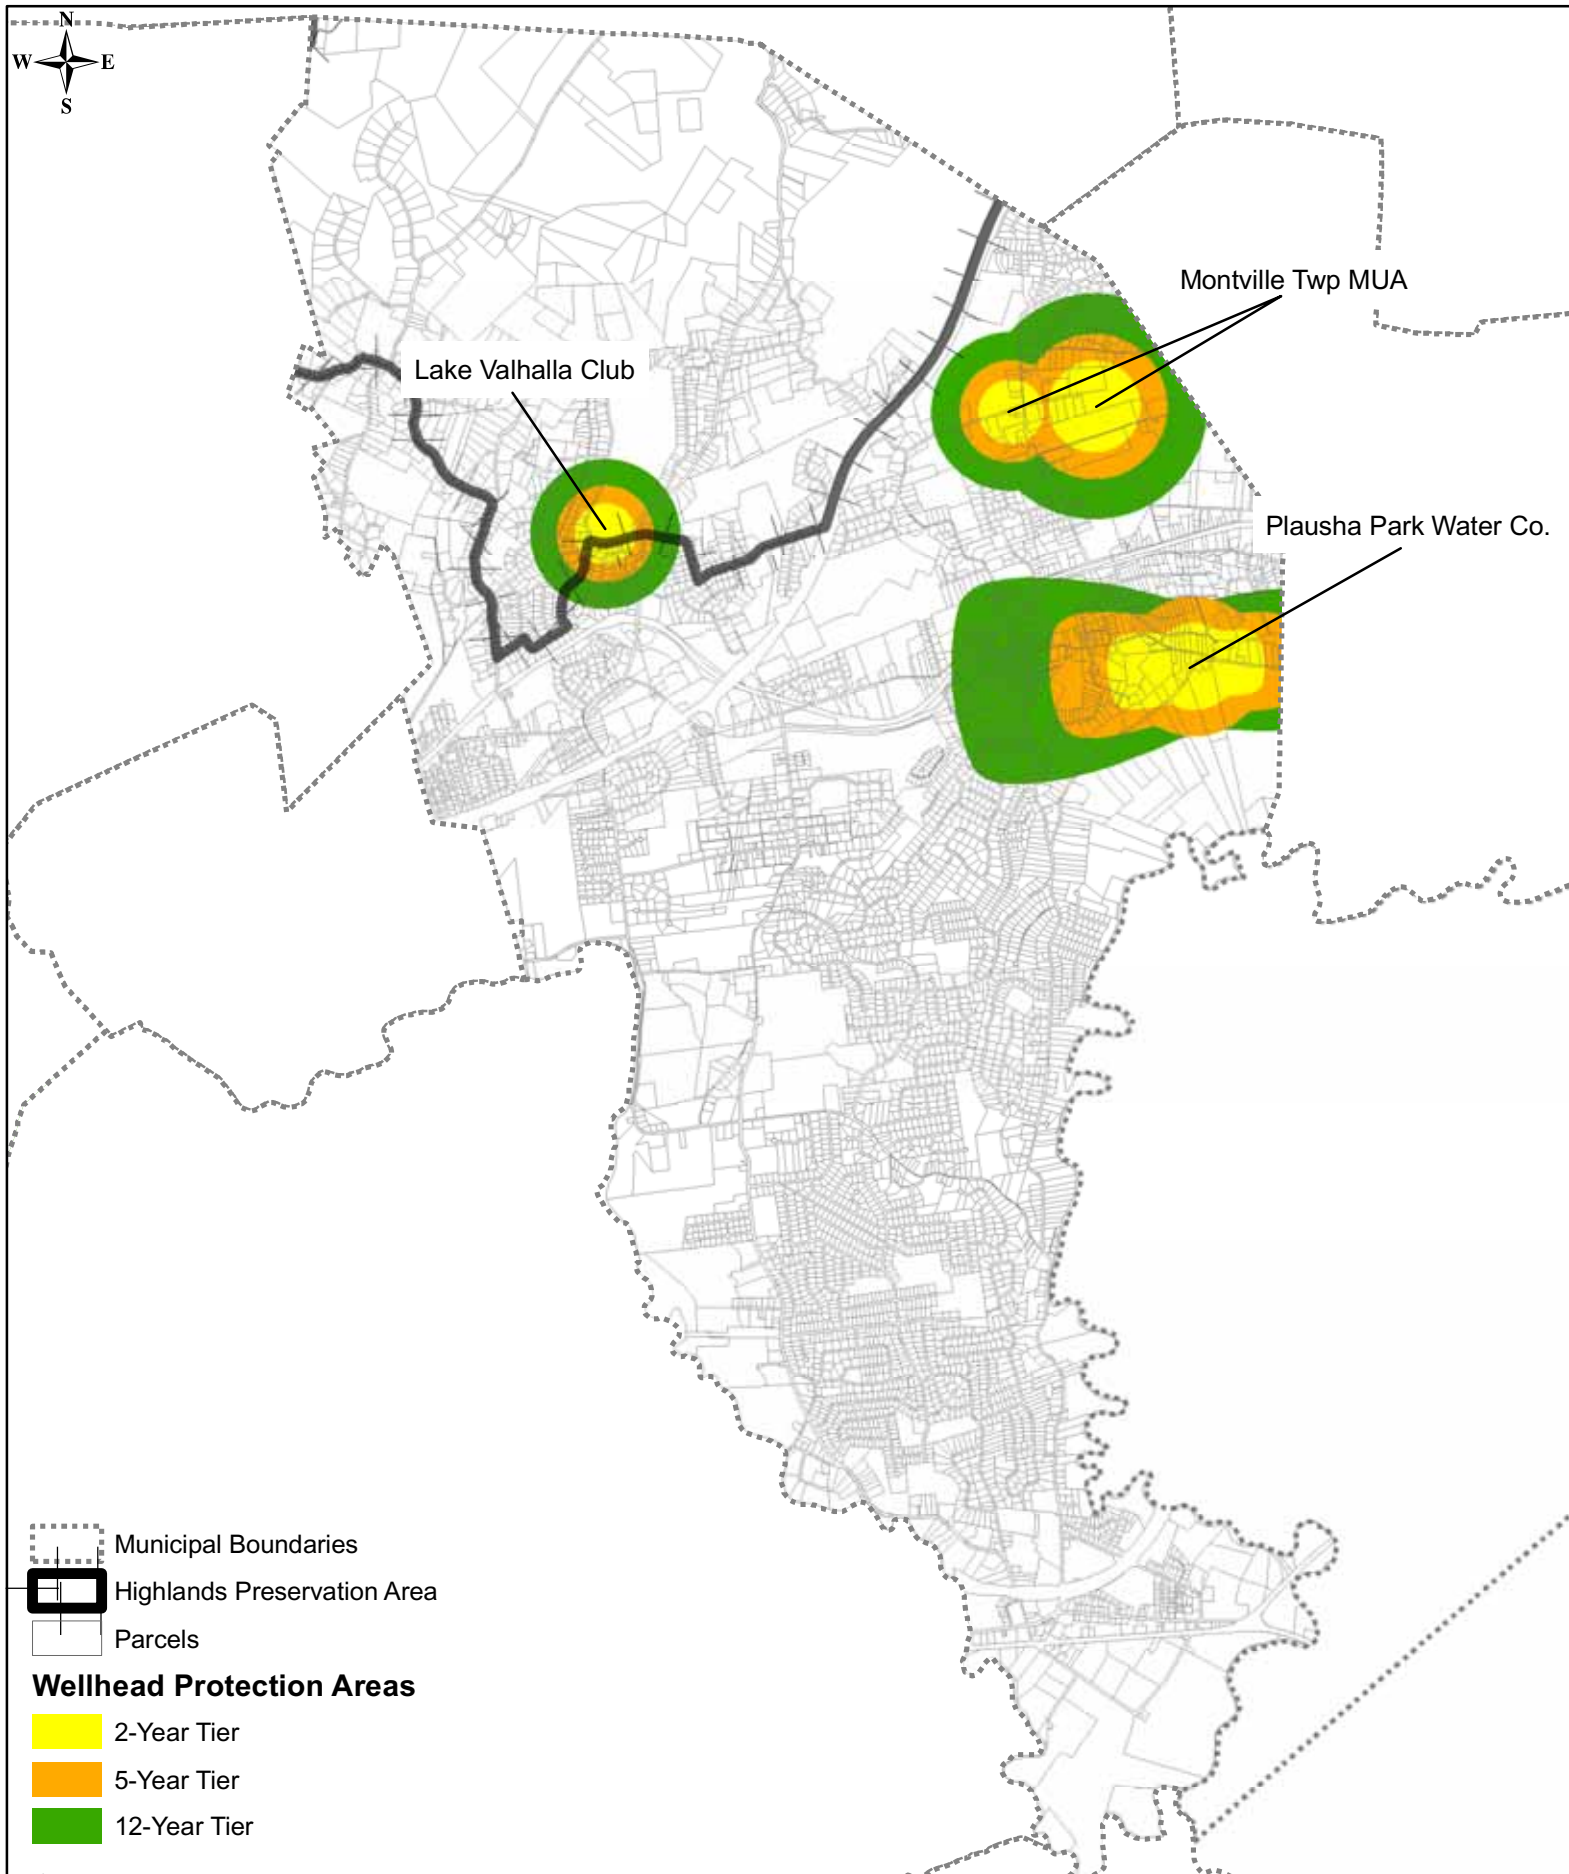 N
W E
S
Montville Twp MUA
Lake Valhalla Club
Plausha Park Water Co.
Municipal Boundaries
Highlands Preservation Area
Parcels
Wellhead Protection Areas
2-Year Tier
5-Year Tier
12-Year Tier